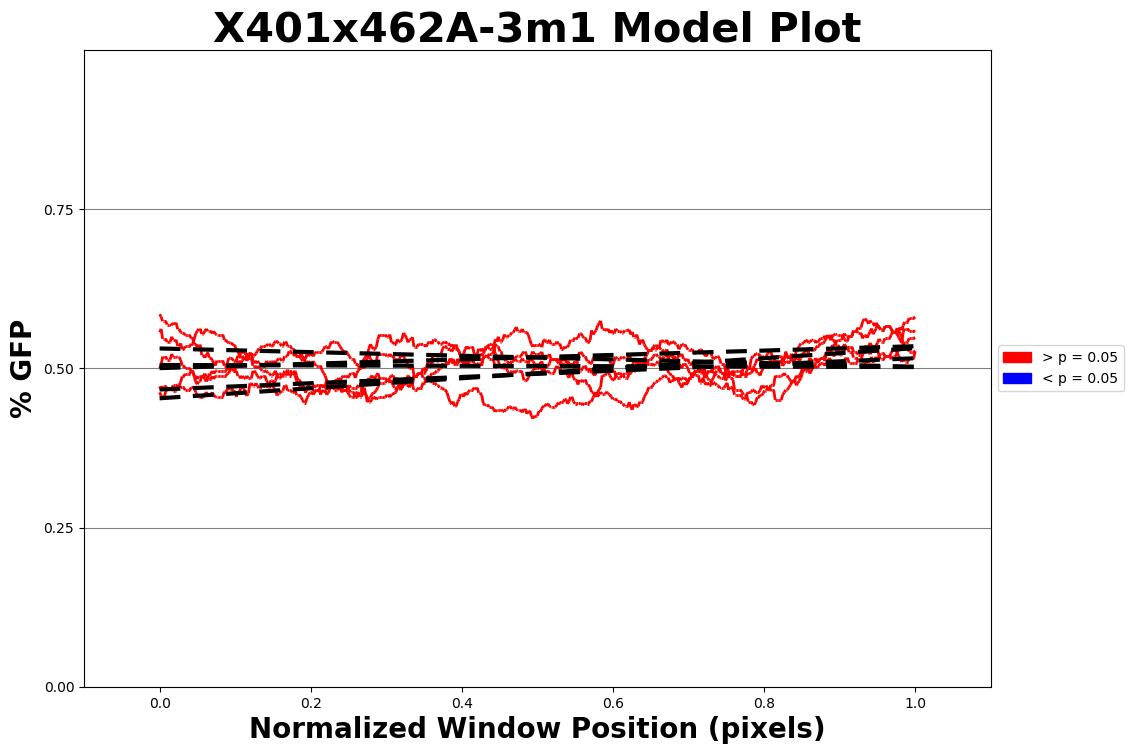 X401x462A-3m1 Model Plot
% GFP
0.75
0.50
0.25
0.00
0.0 0.2 0.4 0.6 0.8 1.0
Normalized Window Position (pixels)
> p = 0.05
< p = 0.05